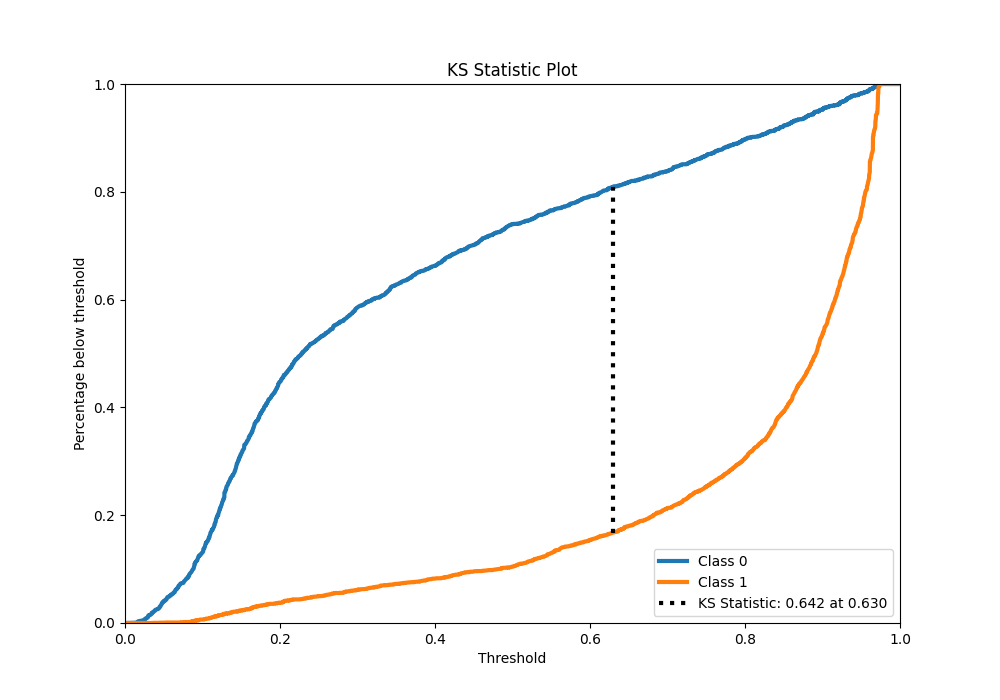 KS Statistic Plot
1.0
0.8
0.6
0.4
0.2
0.0
Percentage below threshold
0.0 0.2 0.4 0.6 0.8 1.0
Threshold
Class 0
Class 1
KS Statistic: 0.642 at 0.630